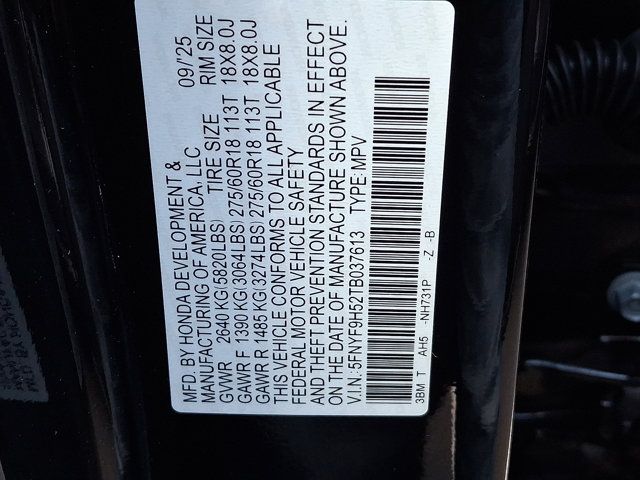 MFD. BY HONDA DEVELOPMENT & 09/'25
MANUFACTURING OF AMERICA, LLC
GVWR 2640 KG(5820LBS) TIRE SIZE RIM SIZE
GAWR F 1390 KG(3064LBS) 275/60R18 113T 18X8.0J
GAWR R 1485 KG(3274LBS) 275/60R18 113T 18X8.0J
THIS VEHICLE CONFORMS TO ALL APPLICABLE
FEDERAL MOTOR VEHICLE SAFETY
AND THEFT PREVENTION STANDARDS IN EFFECT
ON THE DATE OF MANUFACTURE SHOWN ABOVE.
V.I.N.: 5FNYF9H52TB037613 TYPE: MPV
3BM T AH5 -NH731P -Z -B